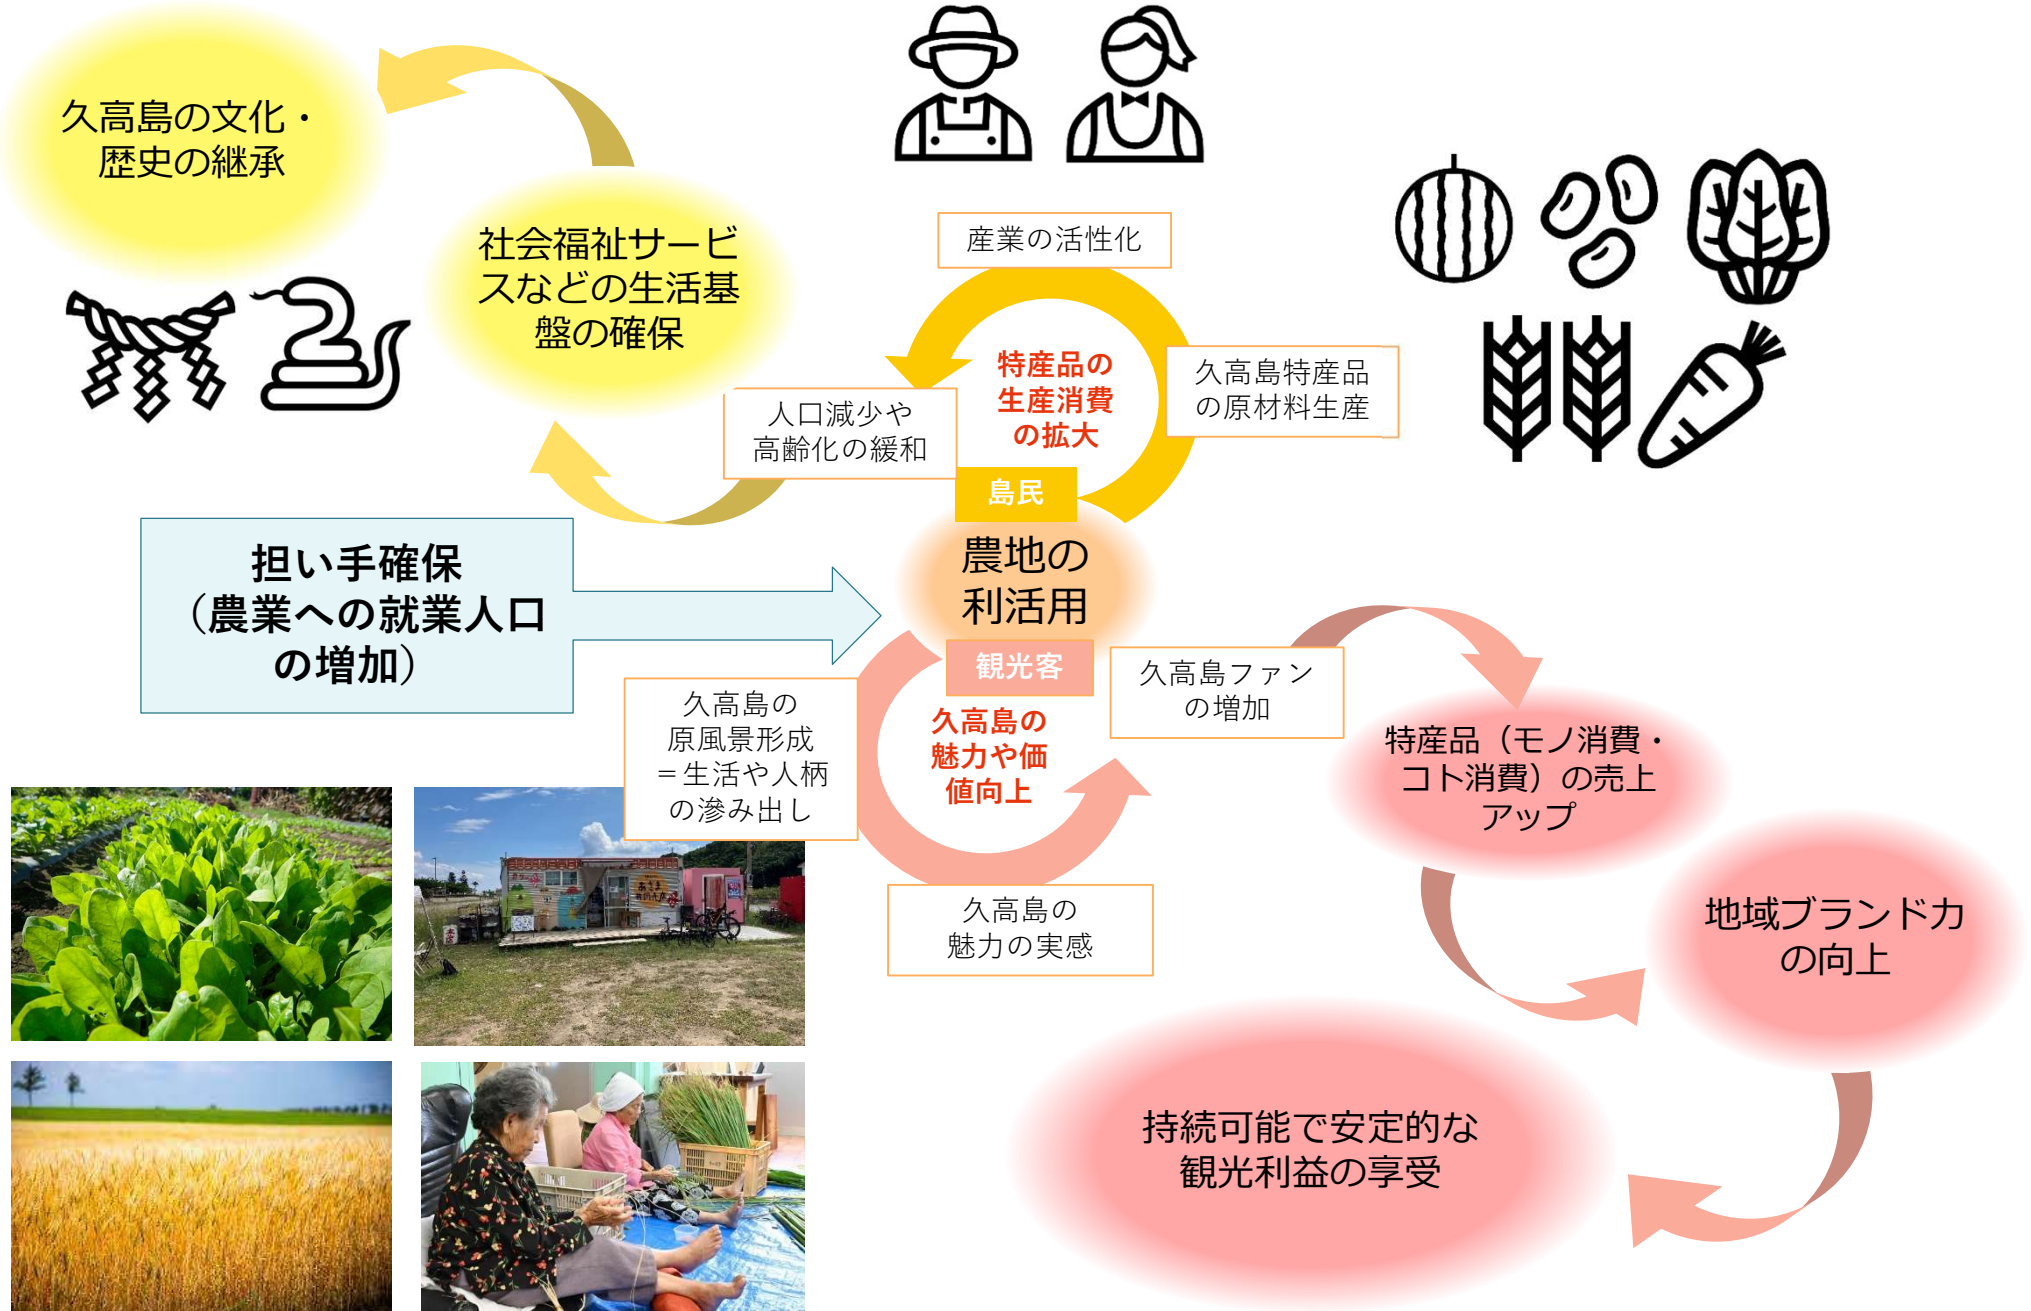 久高島の文化・
歴史の継承
社会福祉サービ
スなどの生活基
盤の確保
産業の活性化
久高島特産品
の原材料生産
特産品の
生産消費
の拡大
人口減少や
高齢化の緩和
島民
農地の
利活用
担い手確保
（農業への就業人口
の増加）
観光客
久高島ファン
の増加
久高島の
原風景形成
＝生活や人柄
の滲み出し
久高島の
魅力や価
値向上
久高島の
魅力の実感
特産品（モノ消費・
コト消費）の売上
アップ
地域ブランド力
の向上
持続可能で安定的な
観光利益の享受